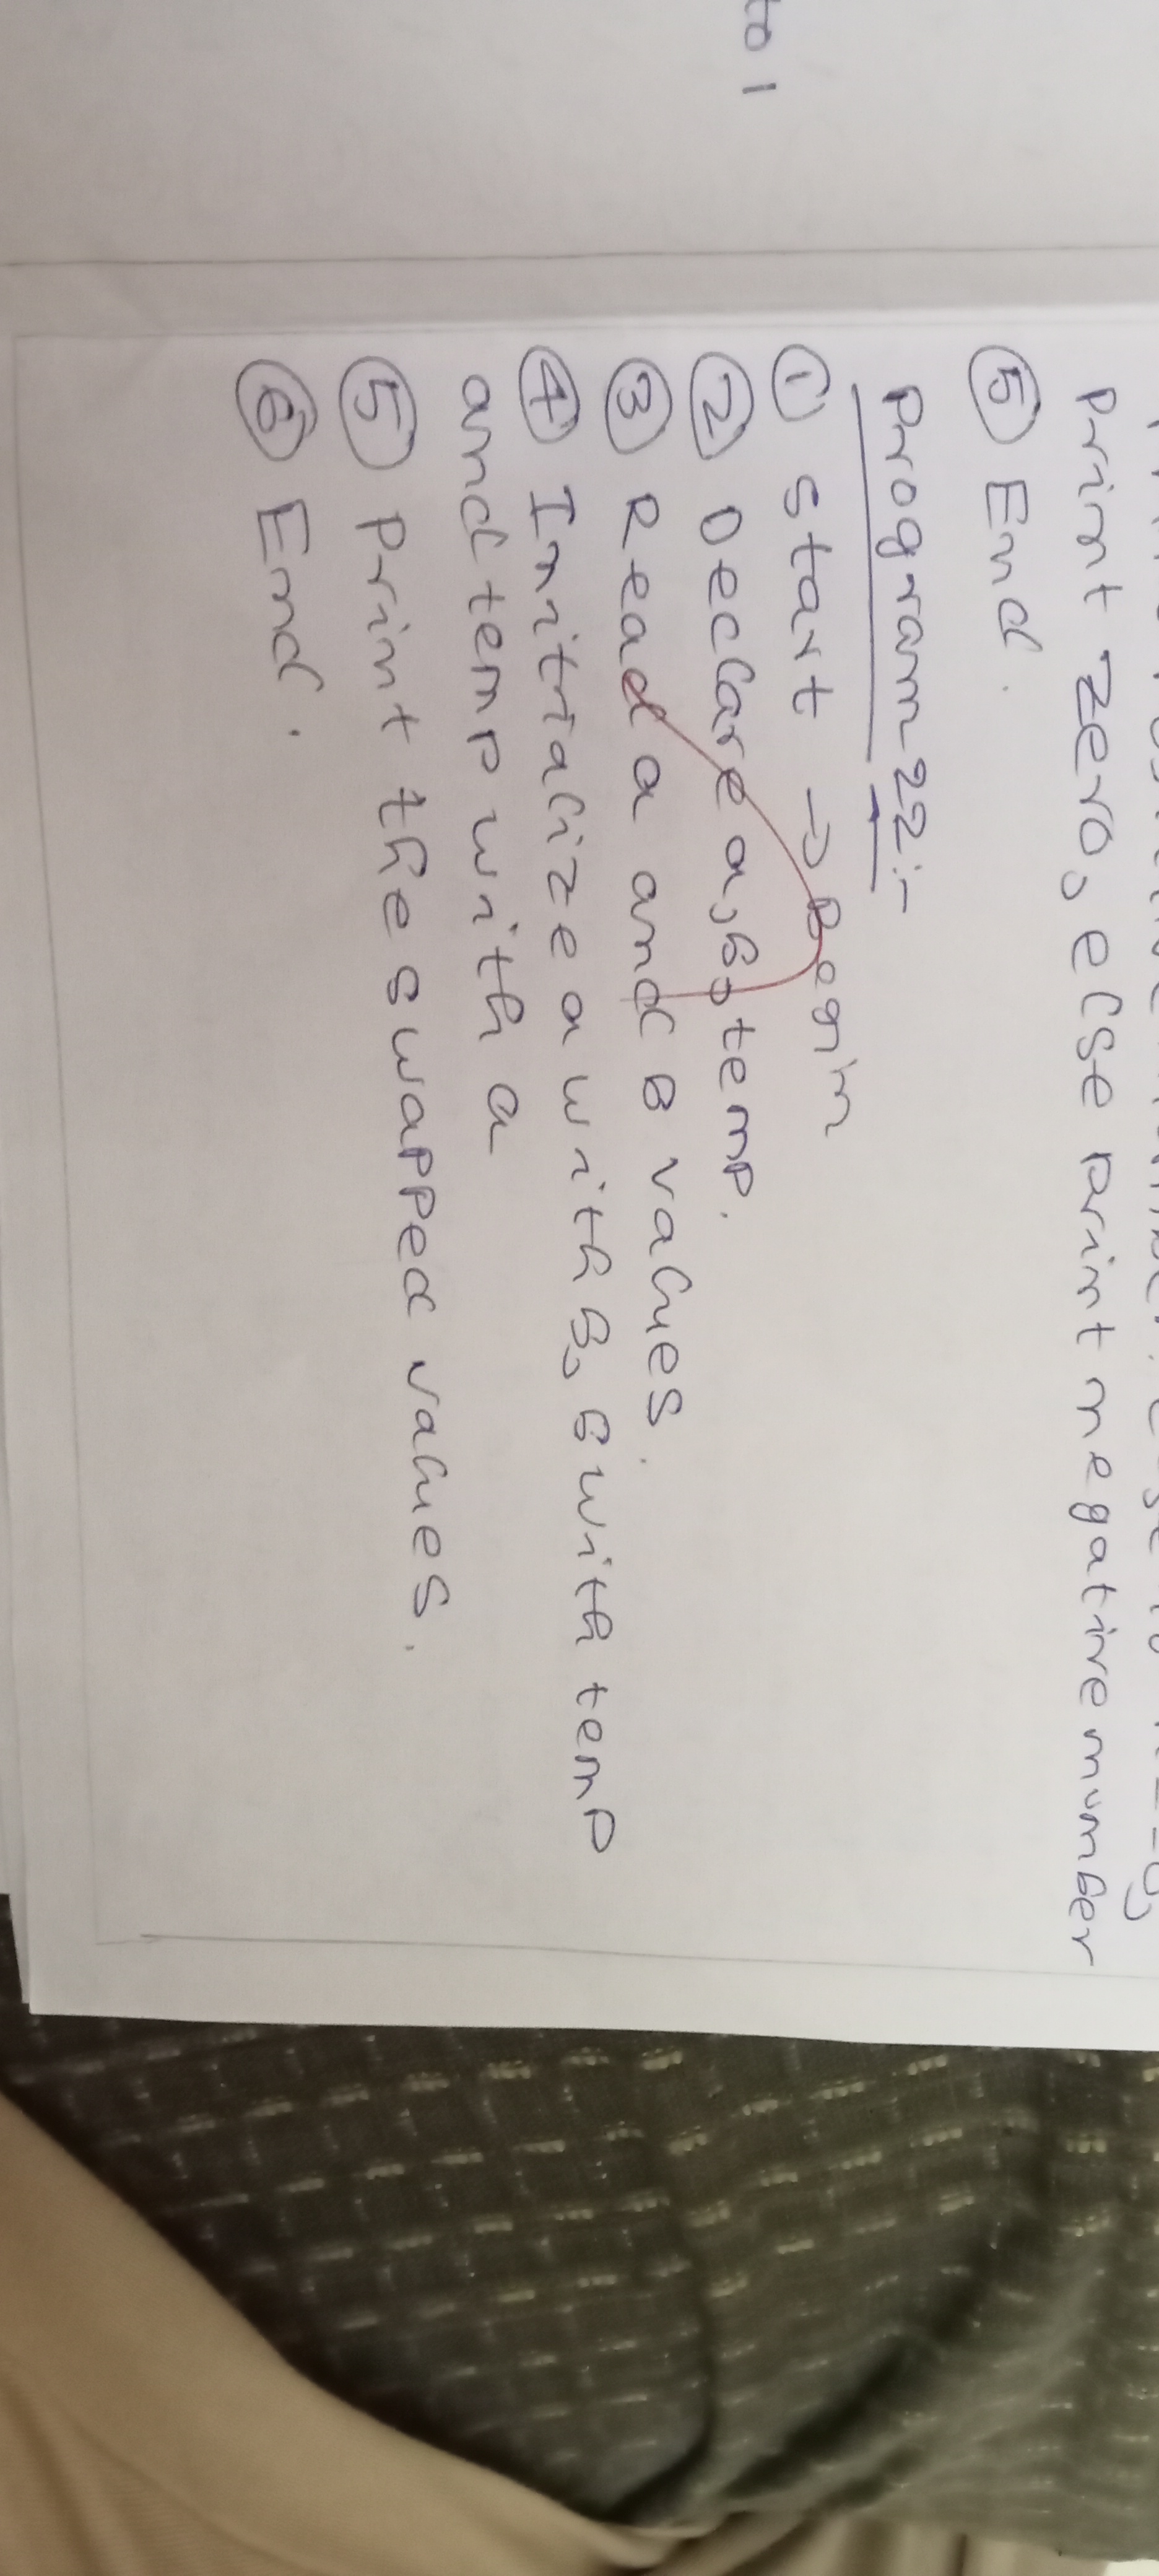 to 1
print zero, else print negative number
⑤ End.
Program-22:-
① start → Begin
② Declare a,b,temp.
③ Read a and B values.
④ Initialize a with b, b with temp
and temp with a
⑤ print the swapped values.
⑥ End.